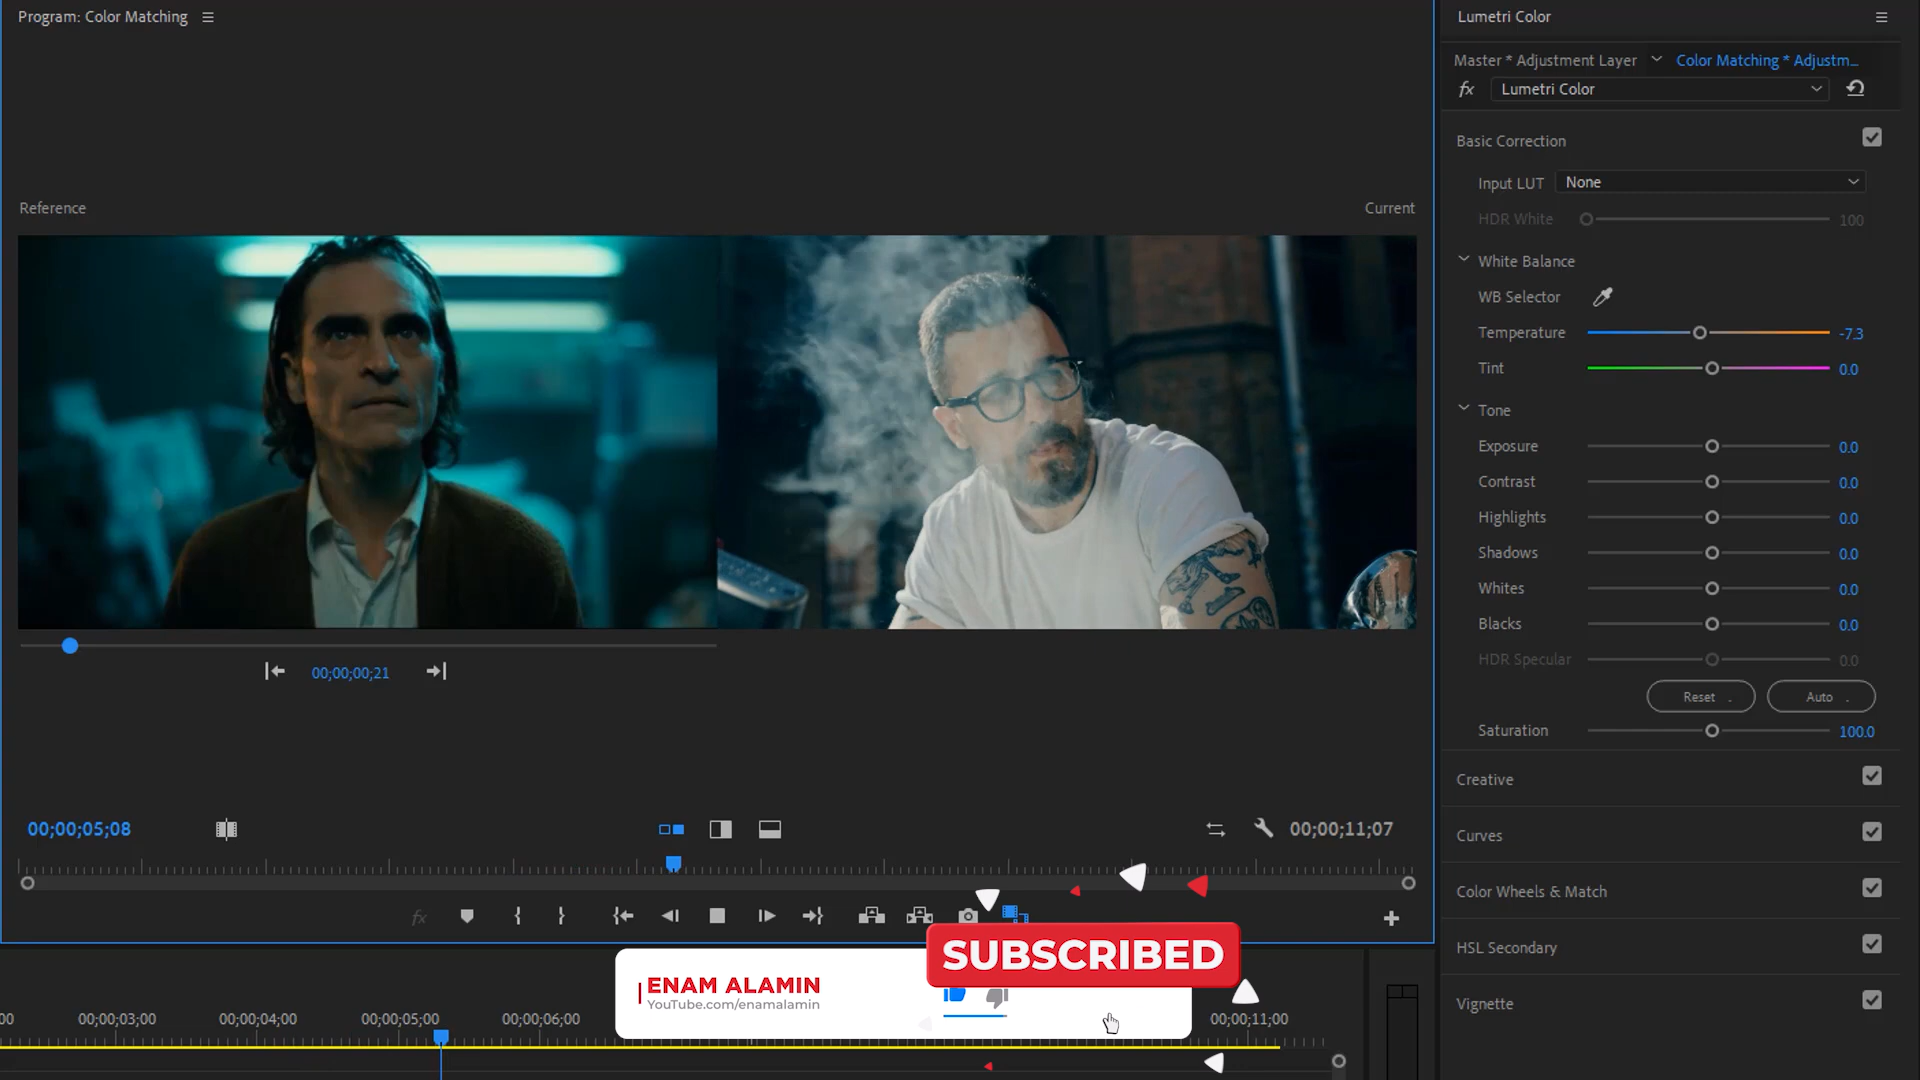 Program: Color Matching
Lumetri Color
Master * Adjustment Layer
Color Matching * Adjustm...
fx
Lumetri Color
Basic Correction
Input LUT
None
HDR White
100
White Balance
WB Selector
Temperature
-7.3
Tint
0.0
Tone
Exposure
0.0
Contrast
0.0
Highlights
0.0
Shadows
0.0
Whites
0.0
Blacks
0.0
HDR Specular
0.0
Reset
Auto
Saturation
100.0
Creative
Curves
Color Wheels & Match
HSL Secondary
Vignette
Reference
Current
00;00;00;21
00;00;05;08
00;00;11;07
fx
SUBSCRIBED
ENAM ALAMIN
YouTube.com/enamalamin
00
00;00;03;00
00;00;04;00
00;00;05;00
00;00;06;00
00;00;11;00